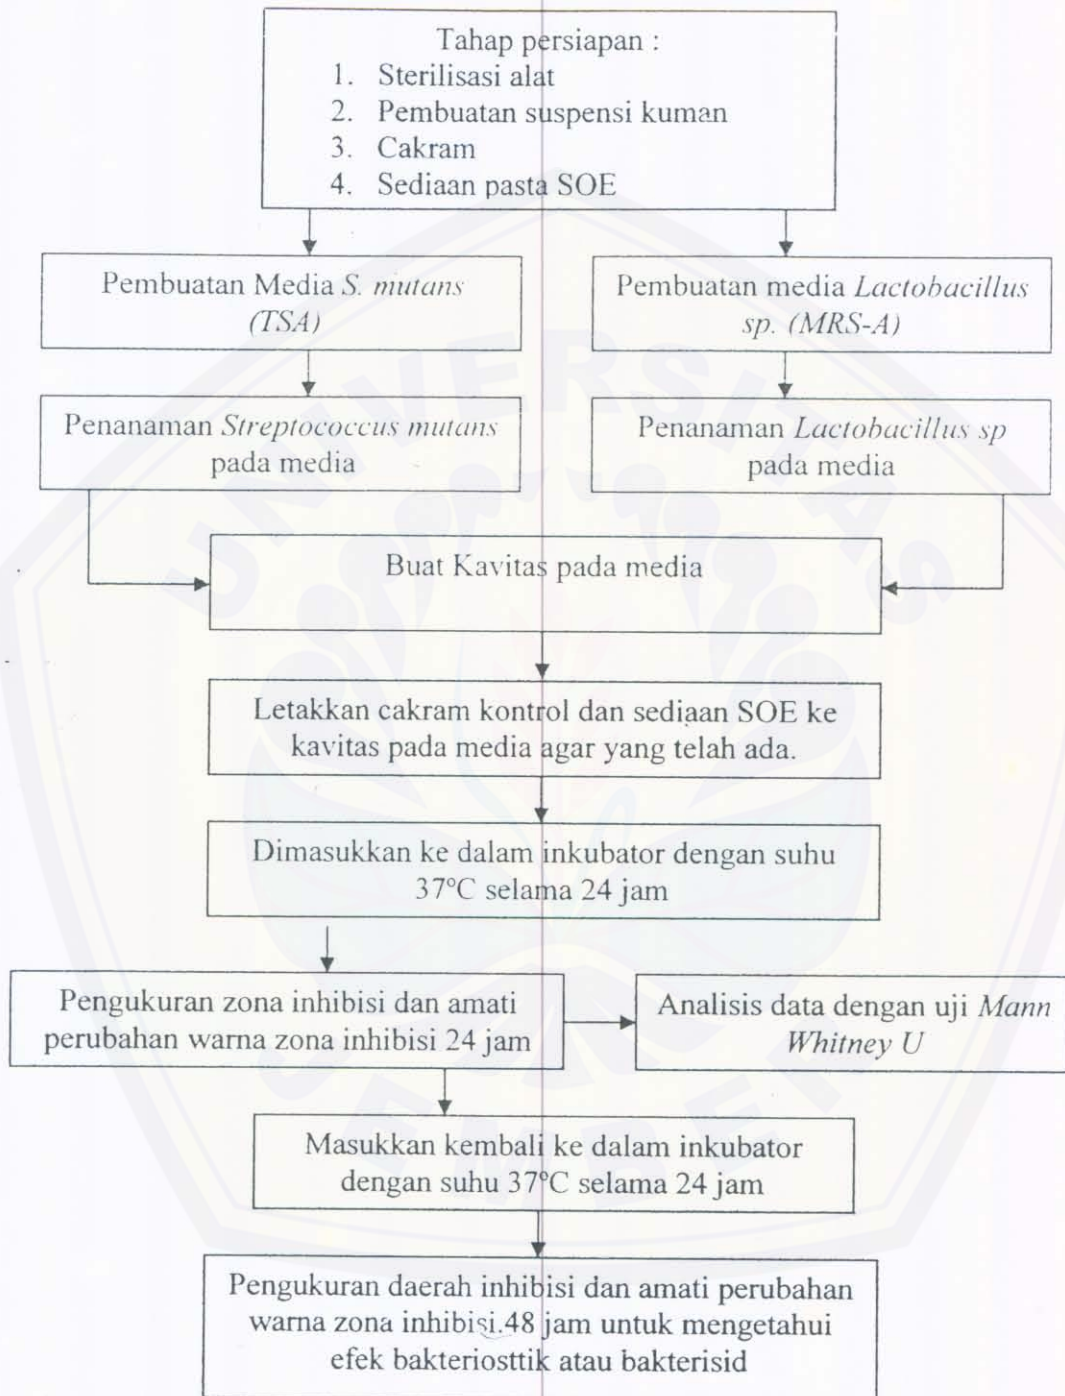 Tahap persiapan :
1. Sterilisasi alat
2. Pembuatan suspensi kuman
3. Cakram
4. Sediaan pasta SOE
Pembuatan Media S. mutans
(TSA)
Pembuatan media Lactobacillus
sp. (MRS-A)
Penanaman Streptococcus mutans
pada media
Penanaman Lactobacillus sp
pada media
Buat Kavitas pada media
Letakkan cakram kontrol dan sediaan SOE ke
kavitas pada media agar yang telah ada.
Dimasukkan ke dalam inkubator dengan suhu
37°C selama 24 jam
Pengukuran zona inhibisi dan amati
perubahan warna zona inhibisi 24 jam
Analisis data dengan uji Mann
Whitney U
Masukkan kembali ke dalam inkubator
dengan suhu 37°C selama 24 jam
Pengukuran daerah inhibisi dan amati perubahan
warna zona inhibisi.48 jam untuk mengetahui
efek bakteriosttik atau bakterisid
UNIVERSITAS
JEMBER